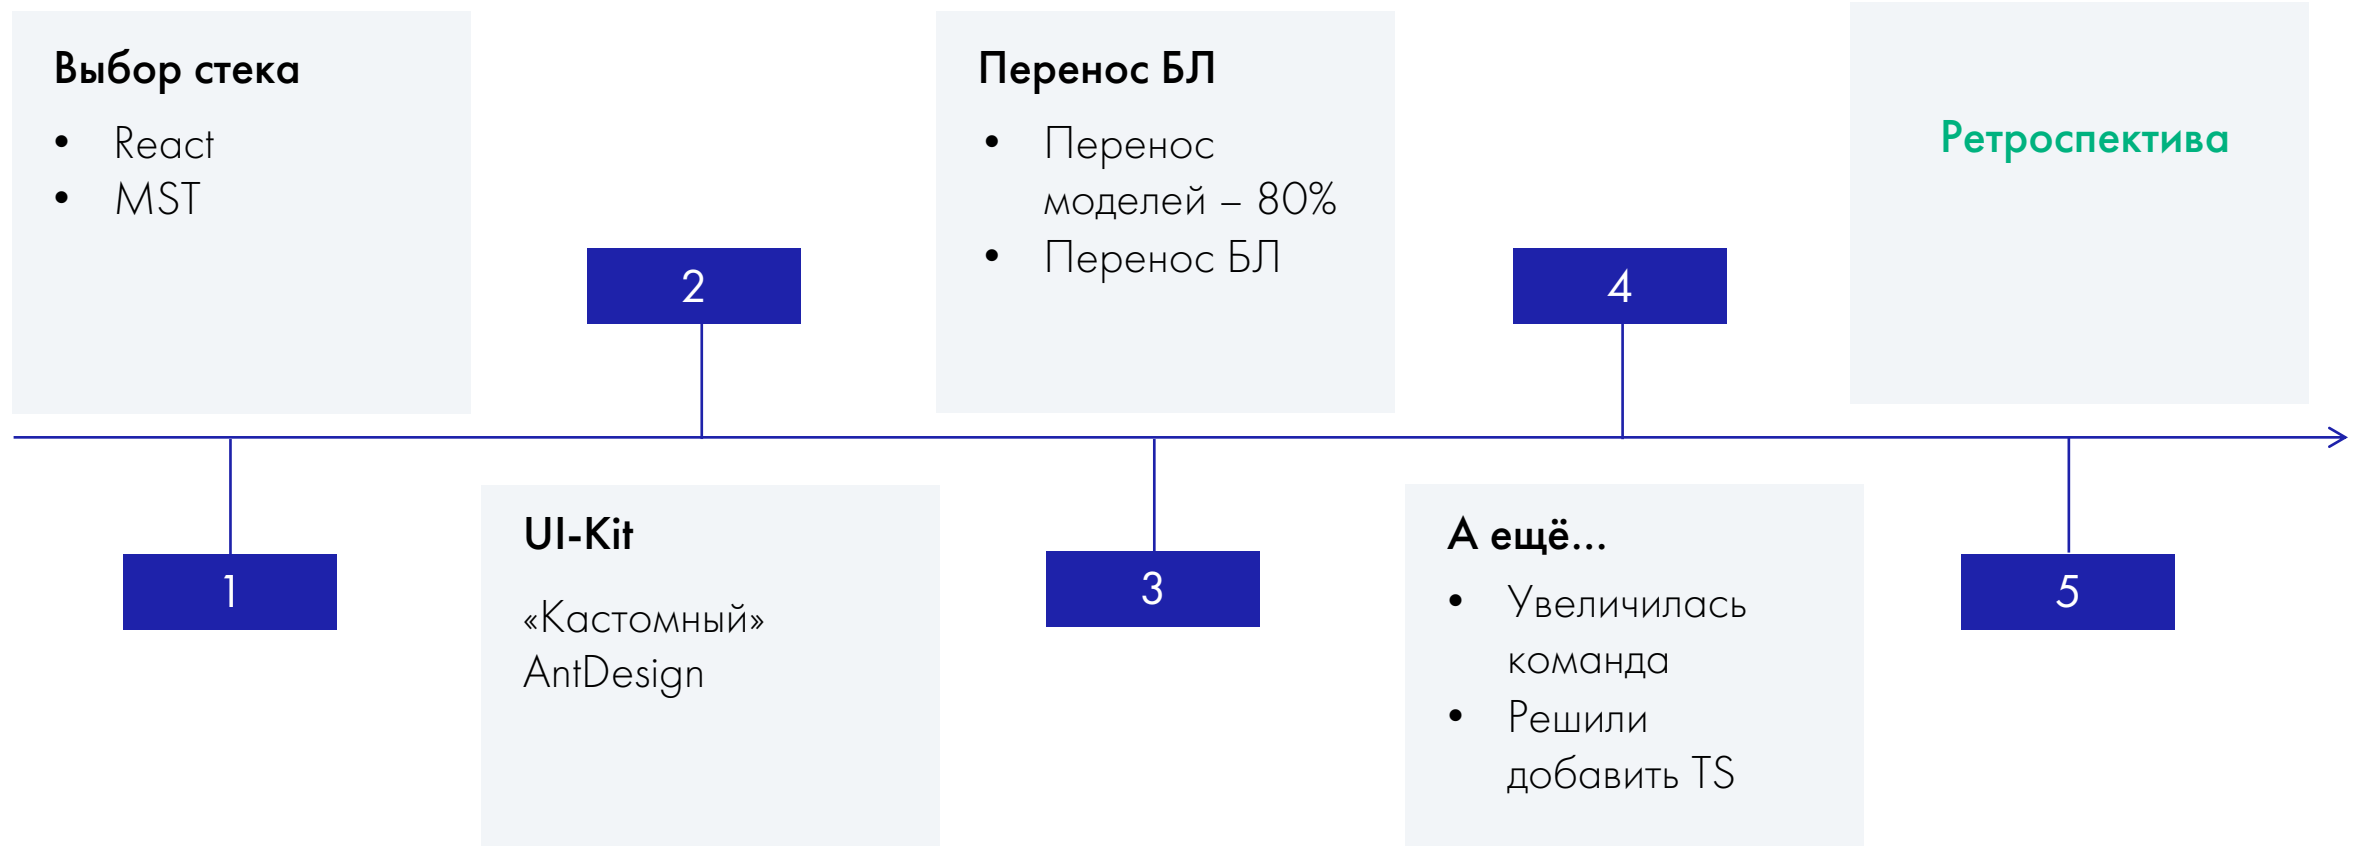 Выбор стека
• React
• MST
1
2
UI-Kit
«Кастомный»
AntDesign
Перенос БЛ
• Перенос
моделей – 80%
• Перенос БЛ
3
4
А ещё...
• Увеличилась
команда
• Решили
добавить TS
Ретроспектива
5